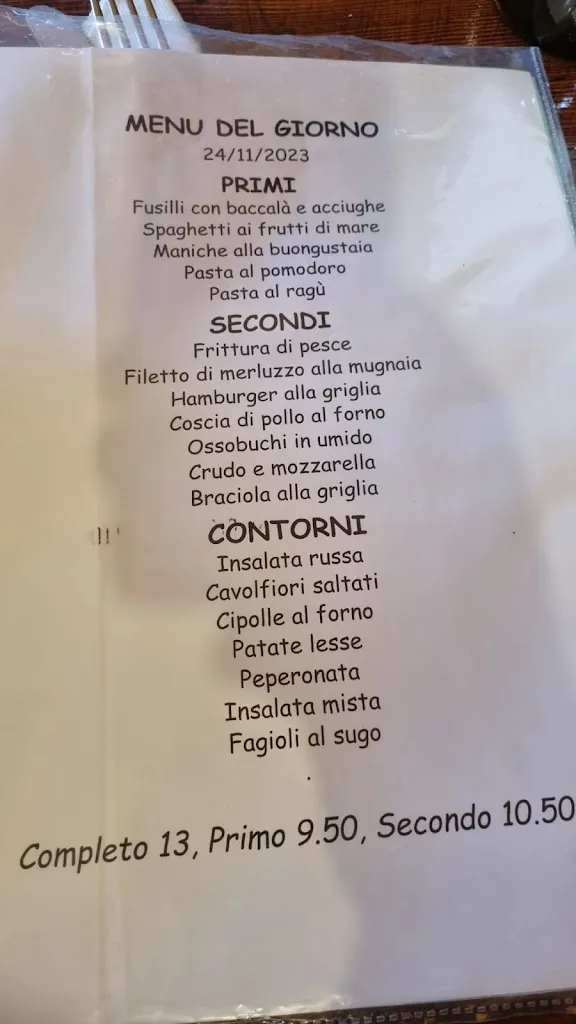 MENU DEL GIORNO
24/11/2023
PRIMI
Fusilli con baccalà e acciughe
Spaghetti ai frutti di mare
Maniche alla buongustaia
Pasta al pomodoro
Pasta al ragù
SECONDI
Frittura di pesce
Filetto di merluzzo alla mugnaia
Hamburger alla griglia
Coscia di pollo al forno
Ossobuchi in umido
Crudo e mozzarella
Braciola alla griglia
CONTORNI
Insalata russa
Cavolfiori saltati
Cipolle al forno
Patate lesse
Peperonata
Insalata mista
Fagioli al sugo
.
Completo 13, Primo 9.50, Secondo 10.50